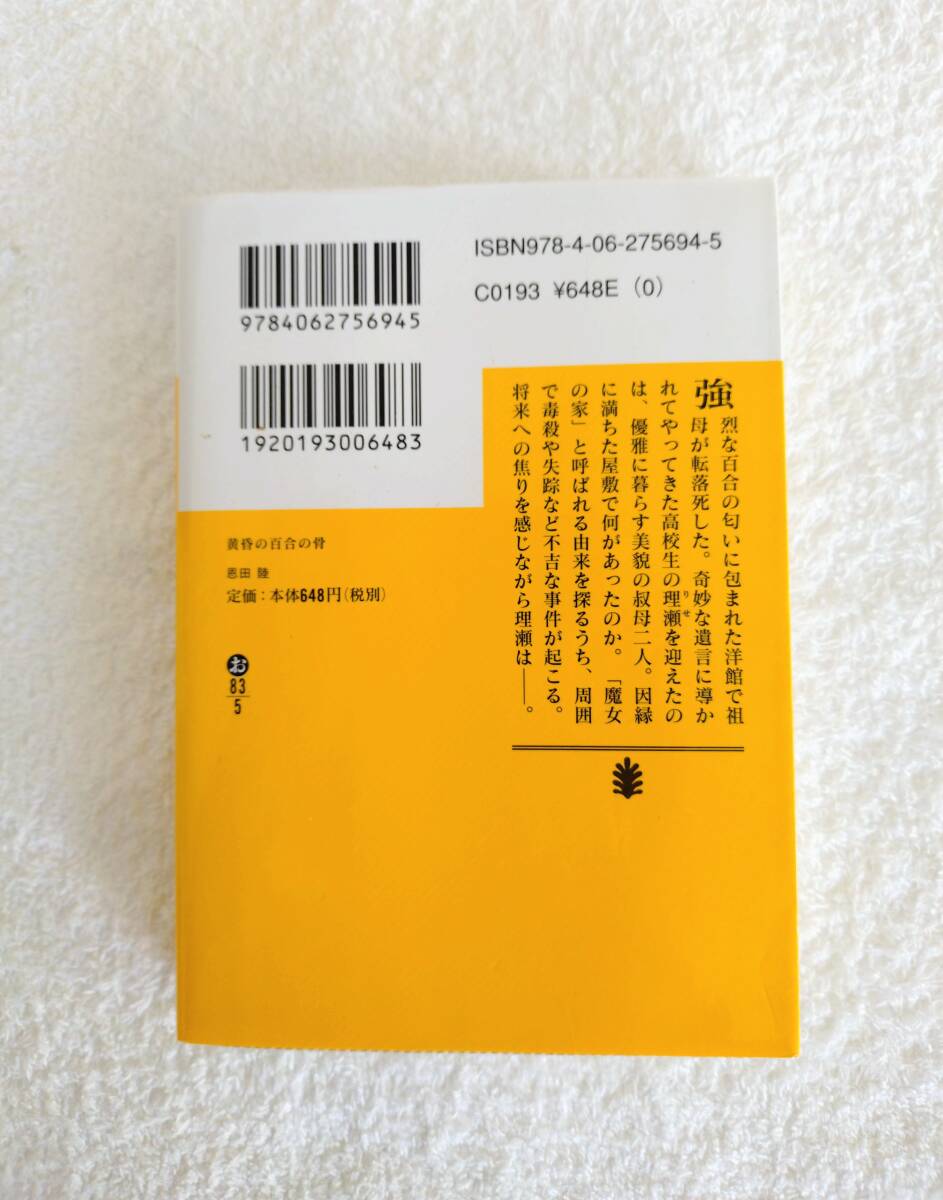 ISBN978-4-06-275694-5
C0193 ¥648E (0)
9784062756945
1920193006483
強烈な百合の匂いに包まれた洋館で祖
母が転落死した。奇妙な遺言に導か
れてやってきた高校生の理瀬を迎えたの
りせ
は、優雅に暮らす美貌の叔母二人。因縁
に満ちた屋敷で何があったのか。「魔女
の家」と呼ばれる由来を探るうち、周囲
で毒殺や失踪など不吉な事件が起こる。
将来への焦りを感じながら理瀬は――。
黄昏の百合の骨
恩田 陸
定価:本体648円(税別)
お
83
5